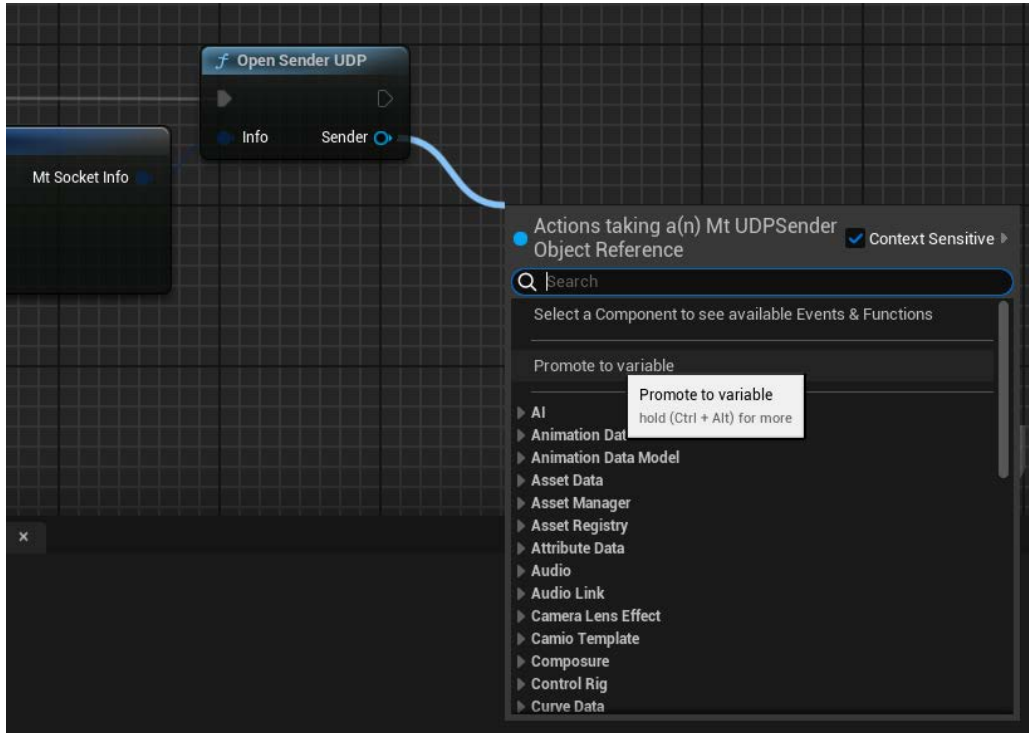 f Open Sender UDP
Info
Sender
Mt Socket Info
Actions taking a(n) Mt UDPSender
Object Reference
Context Sensitive
Search
Select a Component to see available Events & Functions
Promote to variable
Promote to variable
hold (Ctrl + Alt) for more
AI
Animation Dat
Animation Data Model
Asset Data
Asset Manager
Asset Registry
Attribute Data
Audio
Audio Link
Camera Lens Effect
Camio Template
Composure
Control Rig
Curve Data